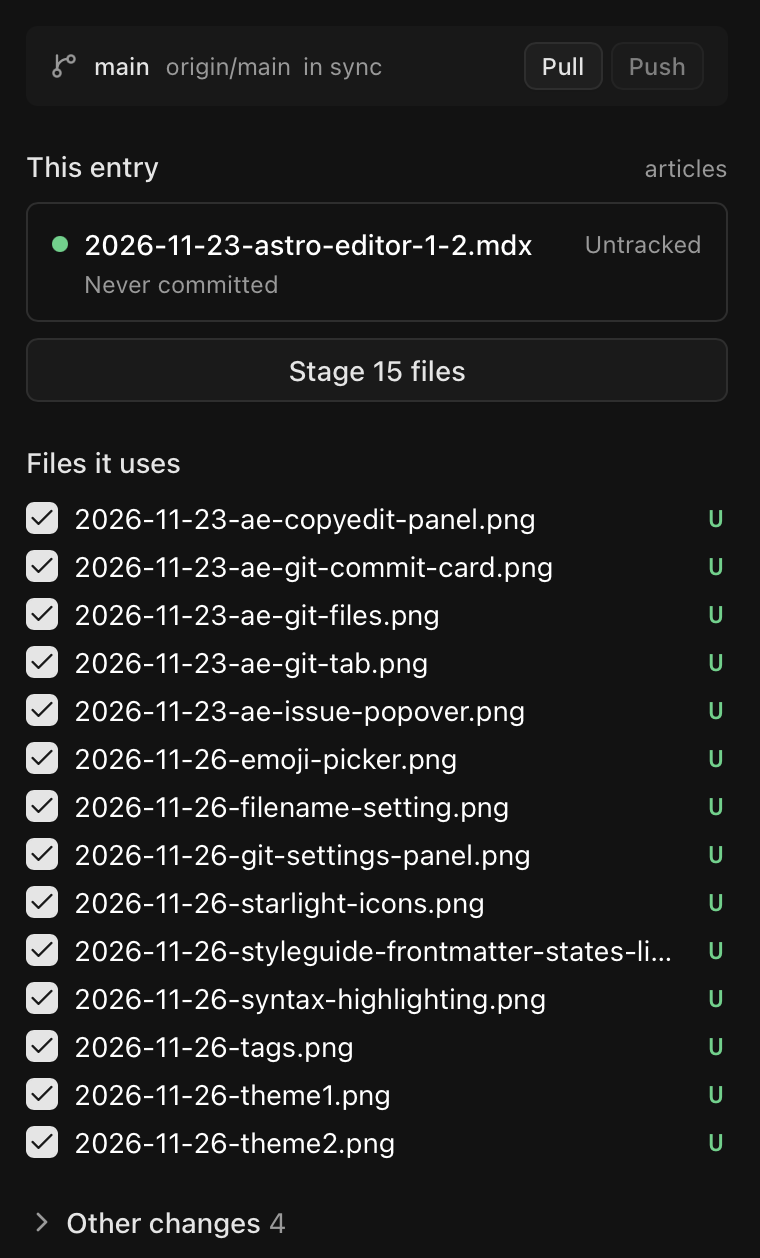 main origin/main in sync Pull Push
This entry articles
2026-11-23-astro-editor-1-2.mdx Untracked
Never committed
Stage 15 files
Files it uses
2026-11-23-ae-copyedit-panel.png U
2026-11-23-ae-git-commit-card.png U
2026-11-23-ae-git-files.png U
2026-11-23-ae-git-tab.png U
2026-11-23-ae-issue-popover.png U
2026-11-26-emoji-picker.png U
2026-11-26-filename-setting.png U
2026-11-26-git-settings-panel.png U
2026-11-26-starlight-icons.png U
2026-11-26-styleguide-frontmatter-states-li... U
2026-11-26-syntax-highlighting.png U
2026-11-26-tags.png U
2026-11-26-theme1.png U
2026-11-26-theme2.png U
Other changes 4